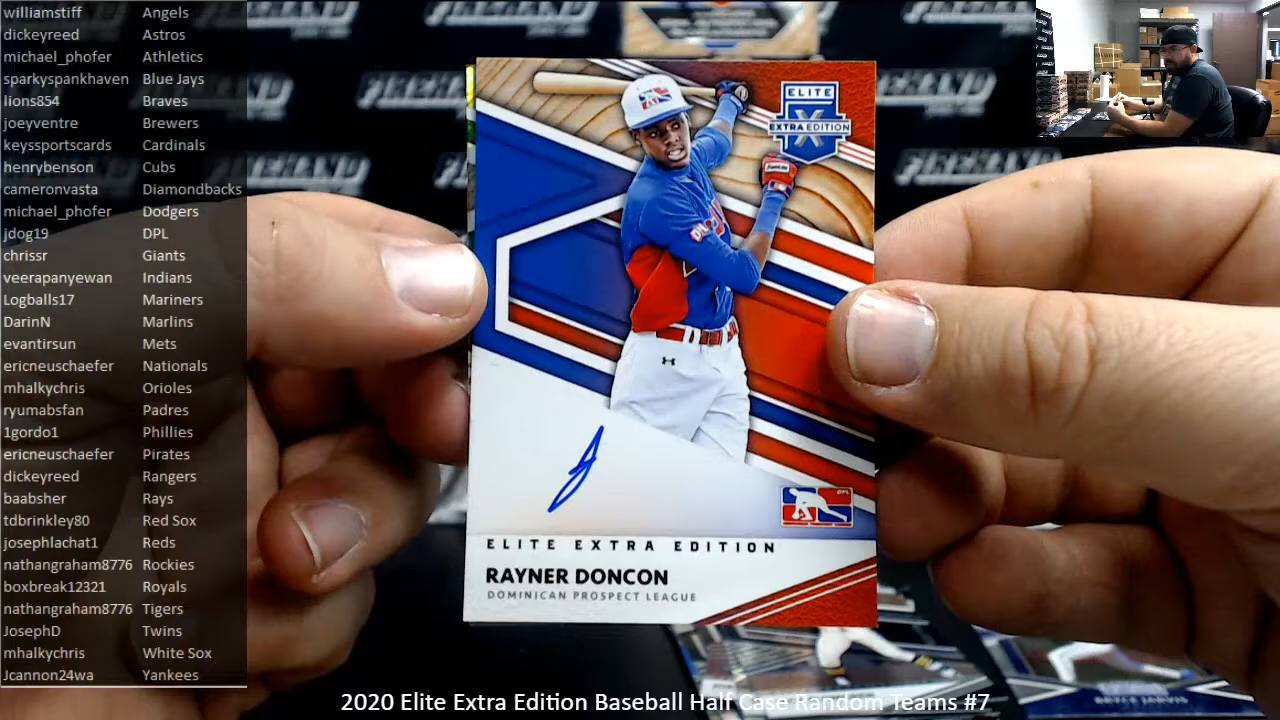 williamstiff Angels
dickeyreed Astros
michael_phofer Athletics
sparkyspankhaven Blue Jays
lions854 Braves
joeyventre Brewers
keyssportscards Cardinals
henrybenson Cubs
cameronvasta Diamondbacks
michael_phofer Dodgers
jdog19 DPL
chrissr Giants
veerapanyewan Indians
Logballs17 Mariners
DarinN Marlins
evantirsun Mets
ericneuschaefer Nationals
mhalkychris Orioles
ryumabsfan Padres
1gordo1 Phillies
ericneuschaefer Pirates
dickeyreed Rangers
baabsher Rays
tdbrinkley80 Red Sox
josephlachat1 Reds
nathangraham8776 Rockies
boxbreak12321 Royals
nathangraham8776 Tigers
JosephD Twins
mhalkychris White Sox
Jcannon24wa Yankees
ELITE
EXTRA EDITION
DPL
ELITE EXTRA EDITION
RAYNER DONCON
DOMINICAN PROSPECT LEAGUE
2020 Elite Extra Edition Baseball Half Case Random Teams #7